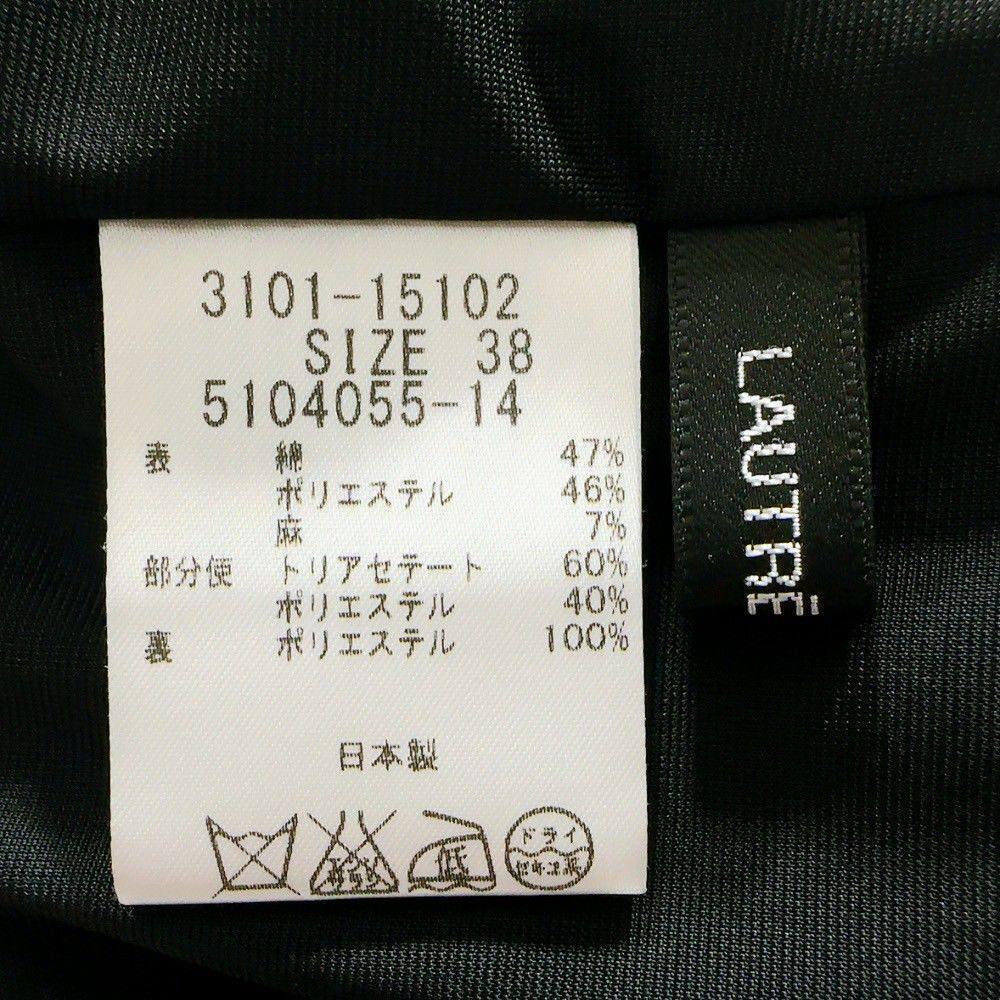 3101-15102
SIZE 38
5104055-14
表 綿 47%
ポリエステル 46%
麻 7%
部分使 トリアセテート 60%
ポリエステル 40%
裏 ポリエステル 100%
日本製
低
ドライ
LAUTRE